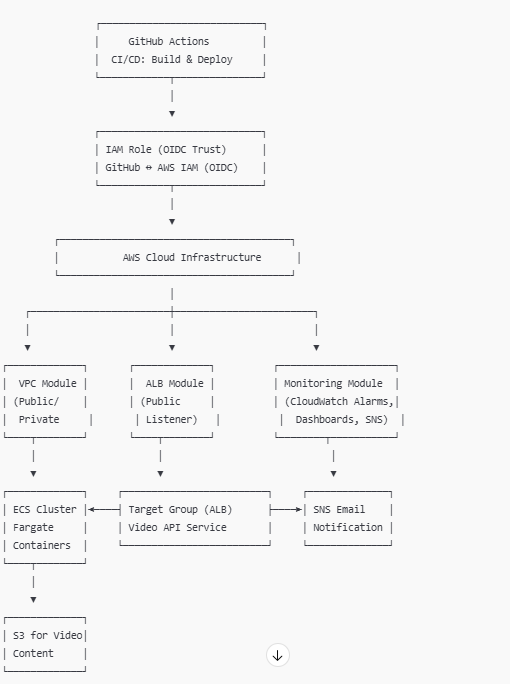 GitHub Actions
CI/CD: Build & Deploy
IAM Role (OIDC Trust)
GitHub ↔ AWS IAM (OIDC)
AWS Cloud Infrastructure
VPC Module
(Public/
Private
ALB Module
(Public
Listener)
Monitoring Module
(CloudWatch Alarms,
Dashboards, SNS)
ECS Cluster
Fargate
Containers
Target Group (ALB)
Video API Service
SNS Email
Notification
S3 for Video
Content